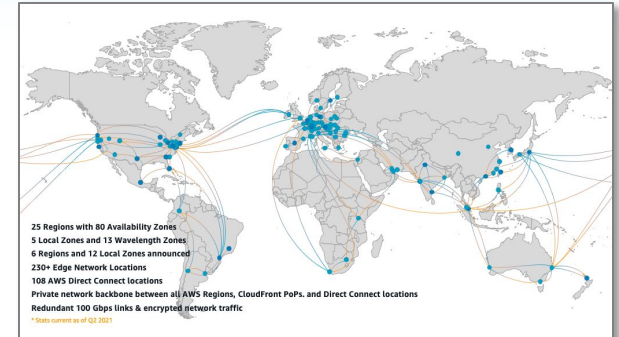 25 Regions with 80 Availability Zones
5 Local Zones and 13 Wavelength Zones
6 Regions and 12 Local Zones announced
230+ Edge Network Locations
108 AWS Direct Connect locations
Private network backbone between all AWS Regions, CloudFront PoPs. and Direct Connect locations
Redundant 100 Gbps links & encrypted network traffic
* Stats current as of Q2 2021